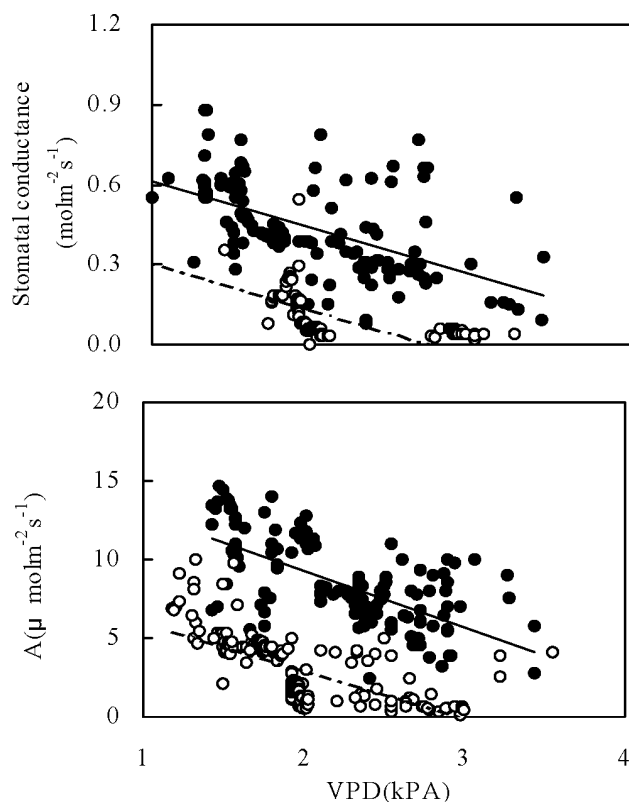 1.2
0.9
0.6
0.3
0.0
Stomatal conductance
(molm⁻²s⁻¹)
20
15
10
5
0
A(μ molm⁻²s⁻¹)
1 2 3 4
VPD(kPA)